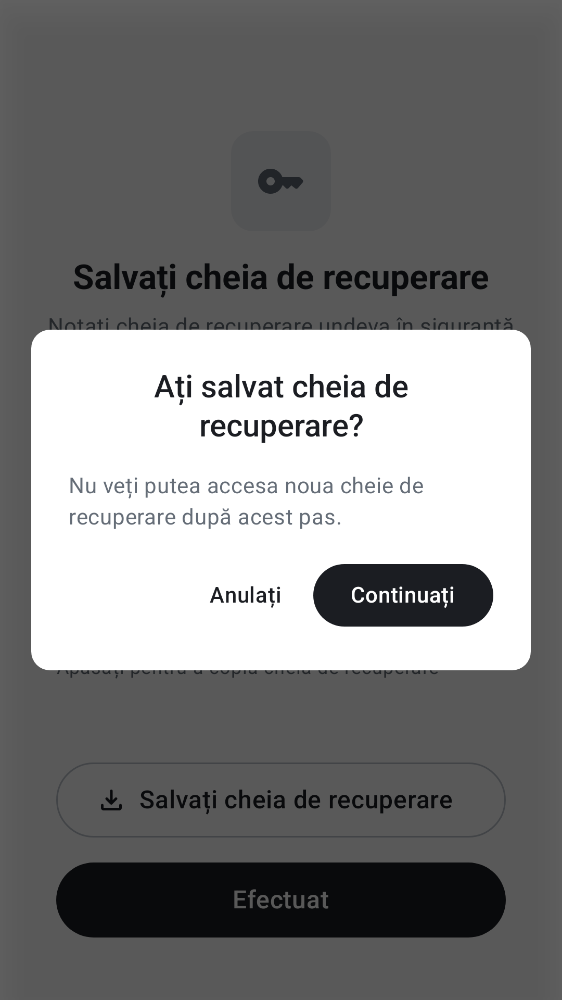 Salvați cheia de recuperare
Notați cheia de recuperare undeva în siguranță
Ați salvat cheia de
recuperare?
Nu veți putea accesa noua cheie de
recuperare după acest pas.
Anulați
Continuați
Apăsați pentru a copia cheia de recuperare
Salvați cheia de recuperare
Efectuat